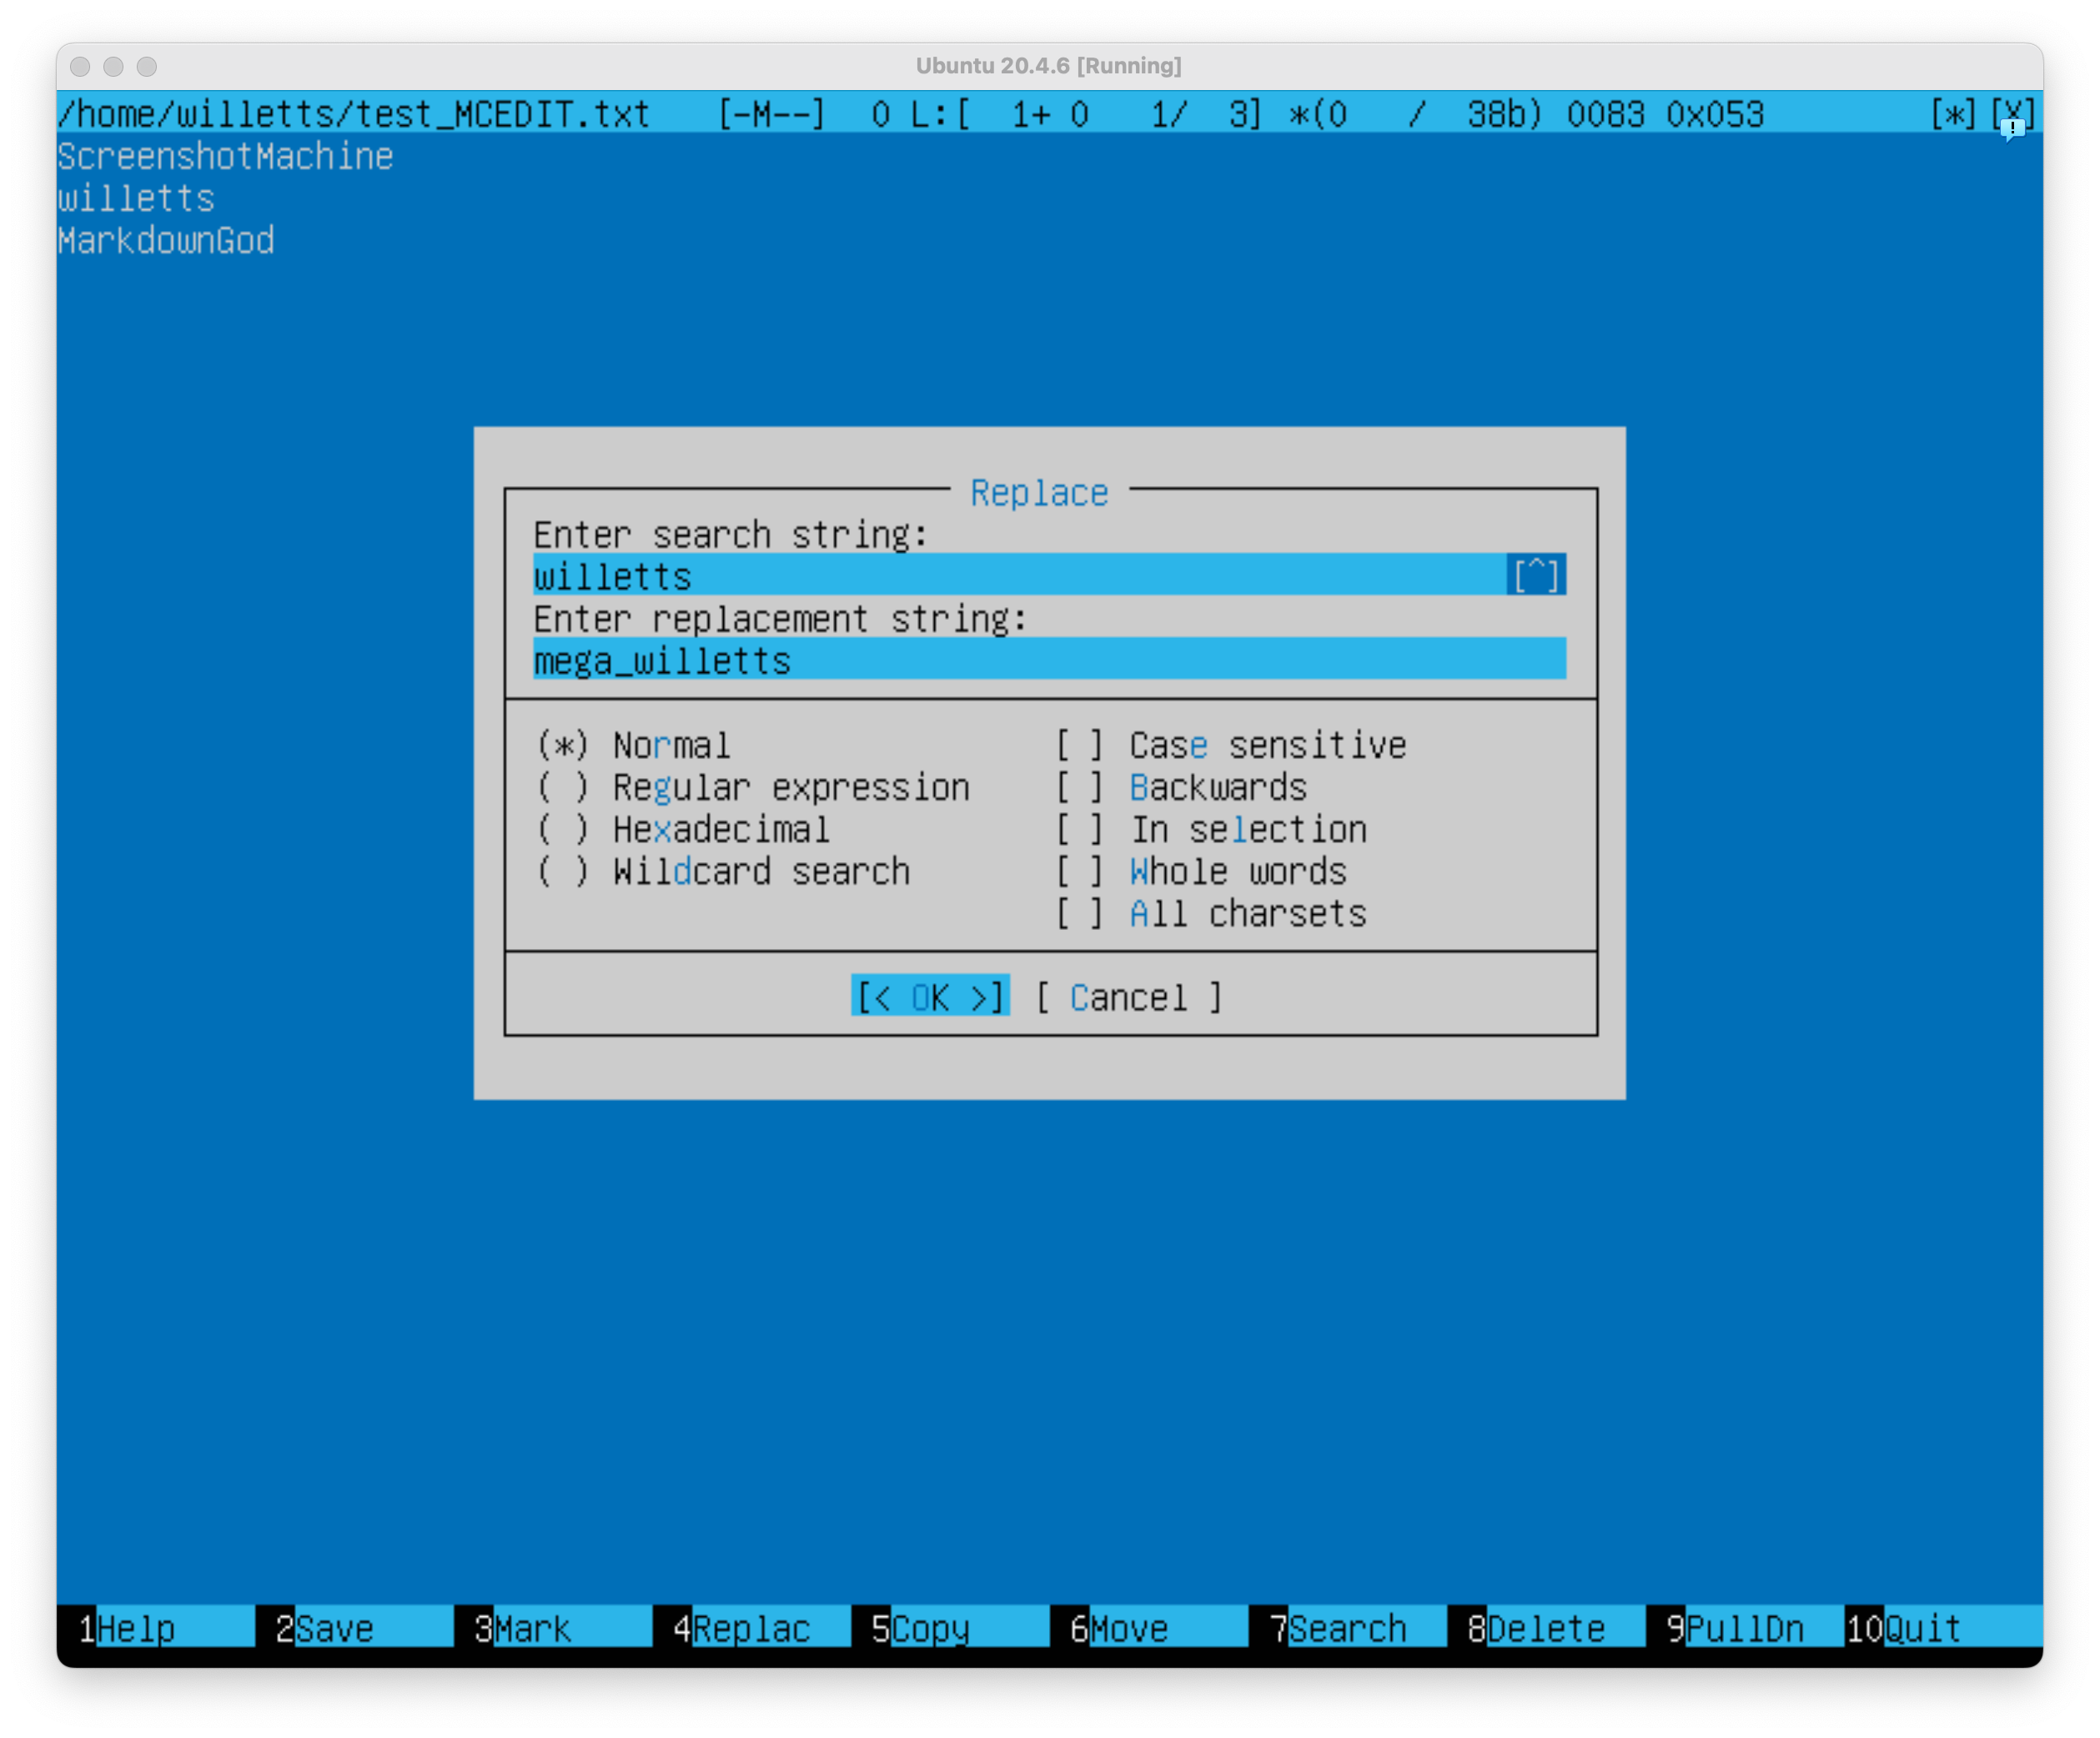 Ubuntu 20.4.6 [Running]
/home/willetts/test_MCEDIT.txt [-M--] 0 L:[ 1+ 0 1/ 3] *(0 / 38b) 0083 0x053 [*][X]
ScreenshotMachine
willetts
MarkdownGod
Replace
Enter search string:
willetts [^]
Enter replacement string:
mega_willetts
(*) Normal [ ] Case sensitive
( ) Regular expression [ ] Backwards
( ) Hexadecimal [ ] In selection
( ) Wildcard search [ ] Whole words
[ ] All charsets
[< OK >] [ Cancel ]
1Help 2Save 3Mark 4Replac 5Copy 6Move 7Search 8Delete 9PullDn 10Quit